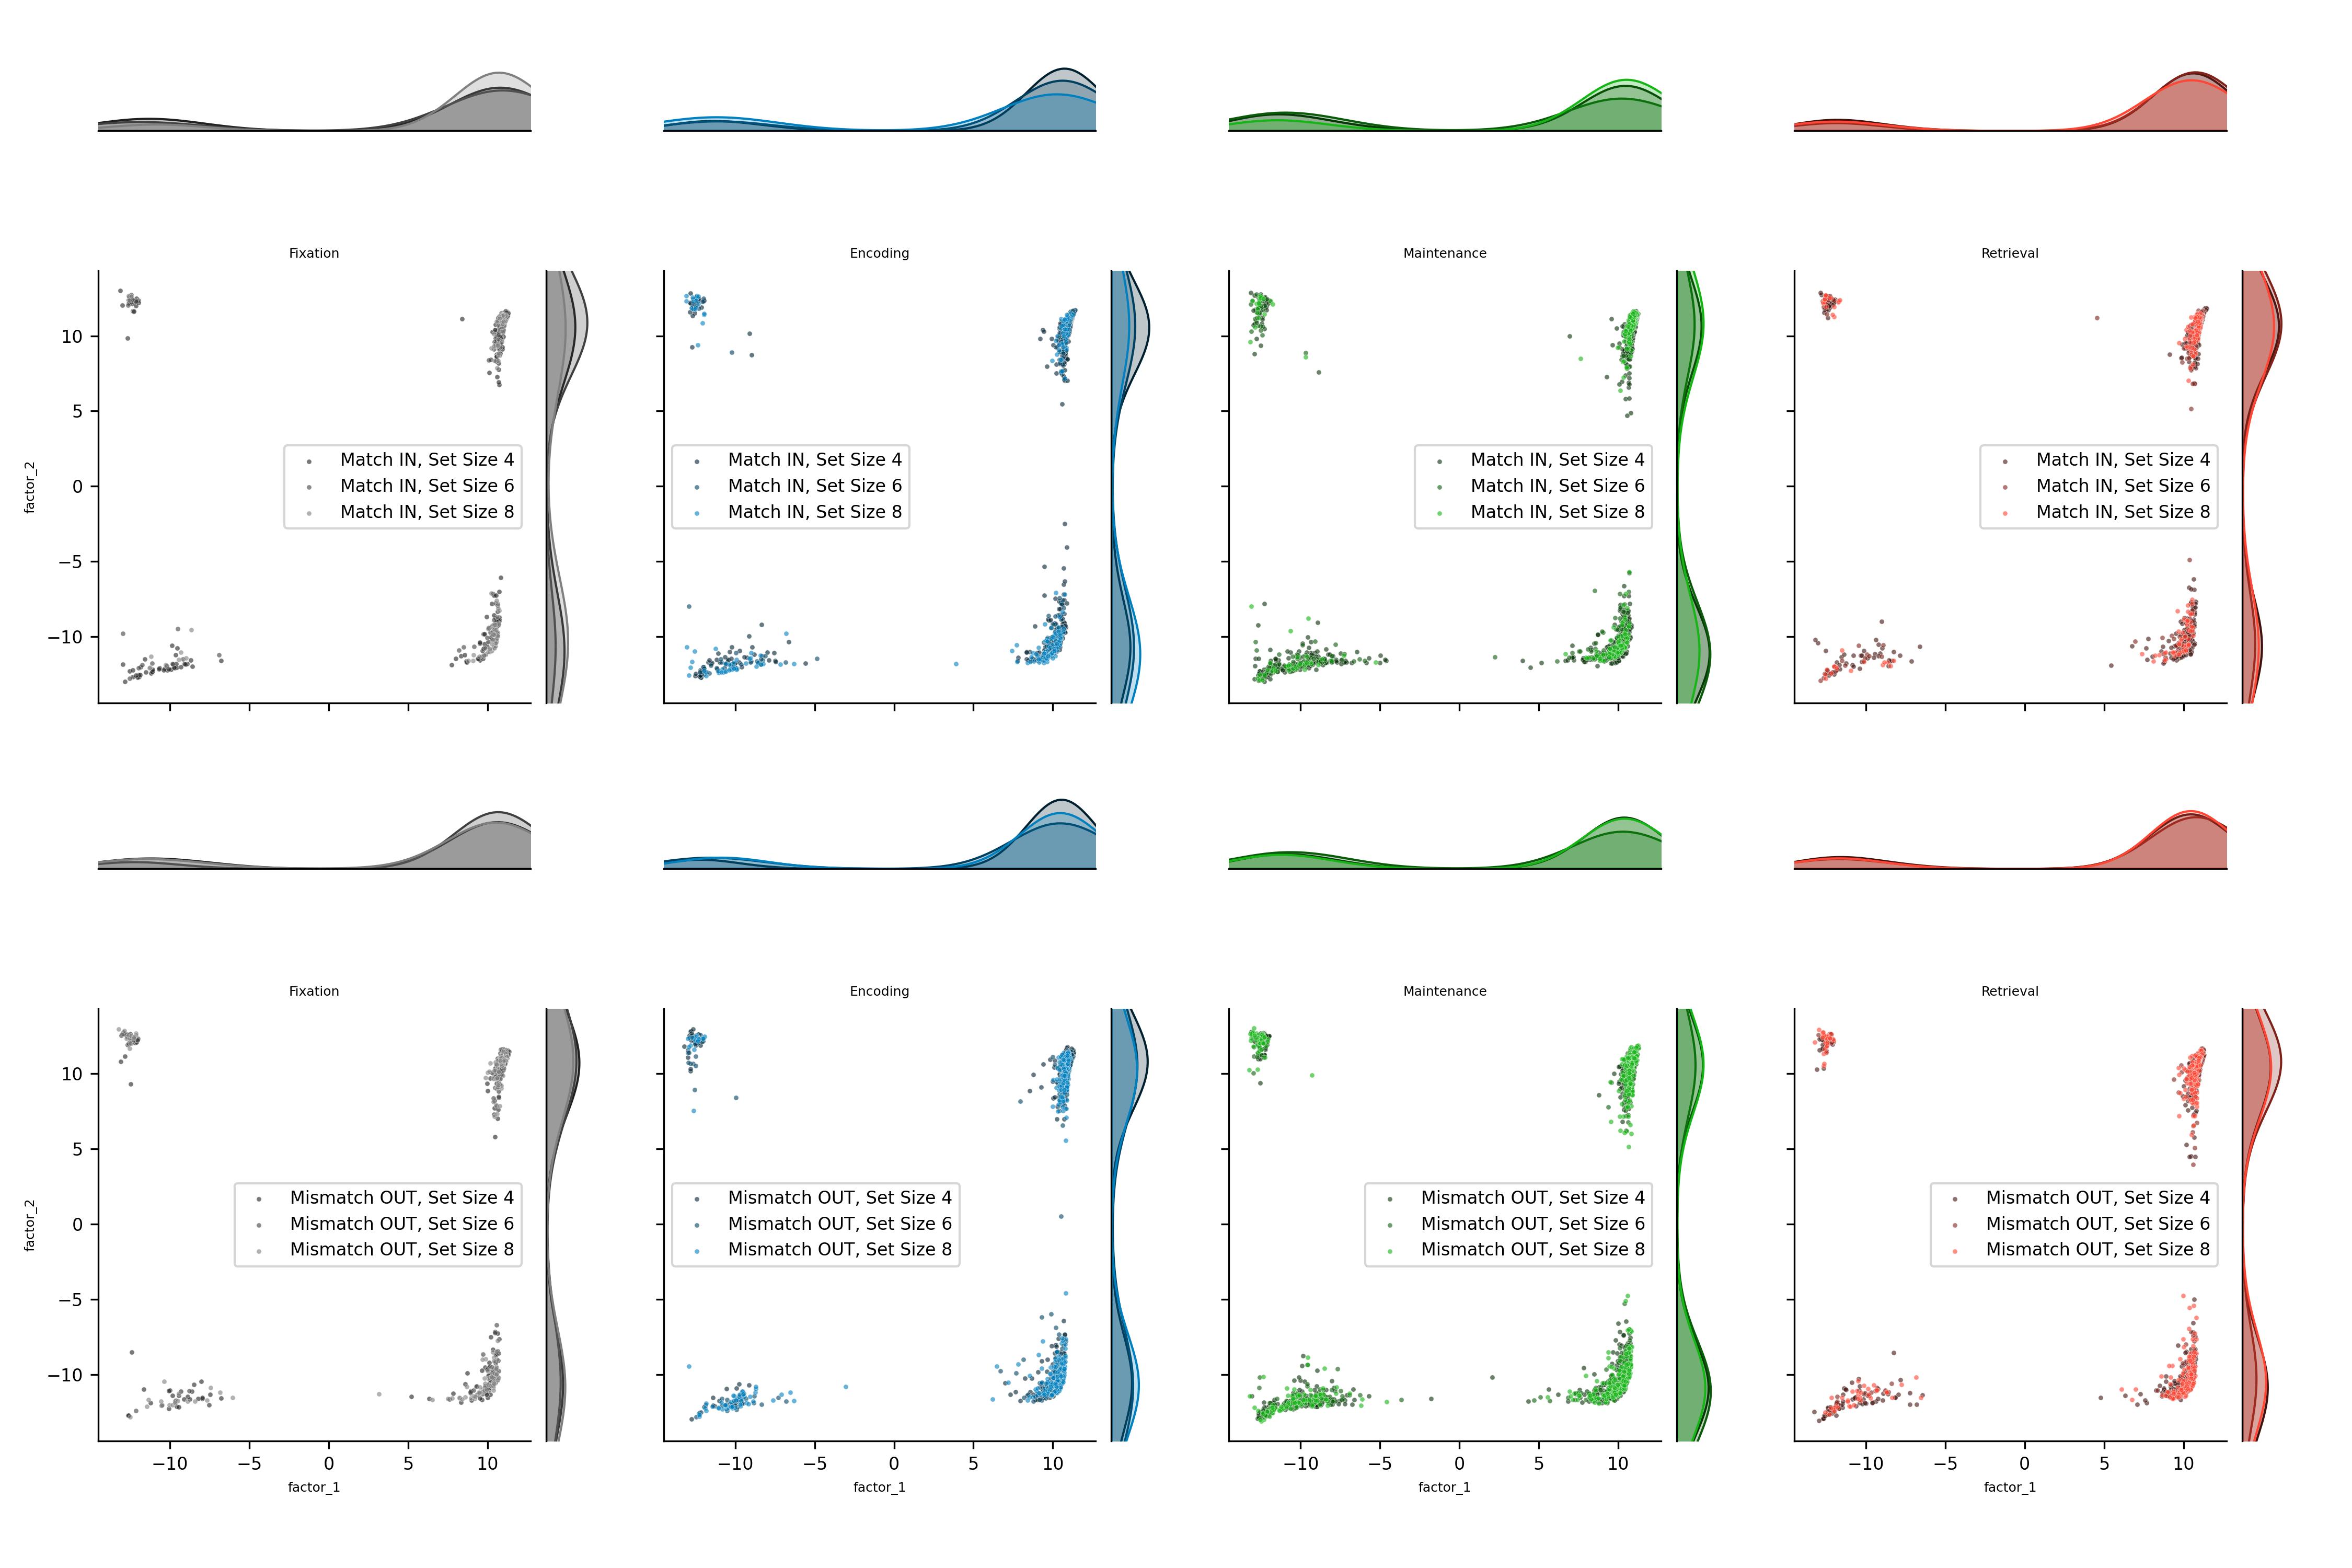 Fixation
Encoding
Maintenance
Retrieval
factor_2
10
5
0
−5
−10
Match IN, Set Size 4
Match IN, Set Size 6
Match IN, Set Size 8
Match IN, Set Size 4
Match IN, Set Size 6
Match IN, Set Size 8
Match IN, Set Size 4
Match IN, Set Size 6
Match IN, Set Size 8
Match IN, Set Size 4
Match IN, Set Size 6
Match IN, Set Size 8
Fixation
Encoding
Maintenance
Retrieval
factor_2
10
5
0
−5
−10
Mismatch OUT, Set Size 4
Mismatch OUT, Set Size 6
Mismatch OUT, Set Size 8
Mismatch OUT, Set Size 4
Mismatch OUT, Set Size 6
Mismatch OUT, Set Size 8
Mismatch OUT, Set Size 4
Mismatch OUT, Set Size 6
Mismatch OUT, Set Size 8
Mismatch OUT, Set Size 4
Mismatch OUT, Set Size 6
Mismatch OUT, Set Size 8
−10 −5 0 5 10
−10 −5 0 5 10
−10 −5 0 5 10
−10 −5 0 5 10
factor_1
factor_1
factor_1
factor_1